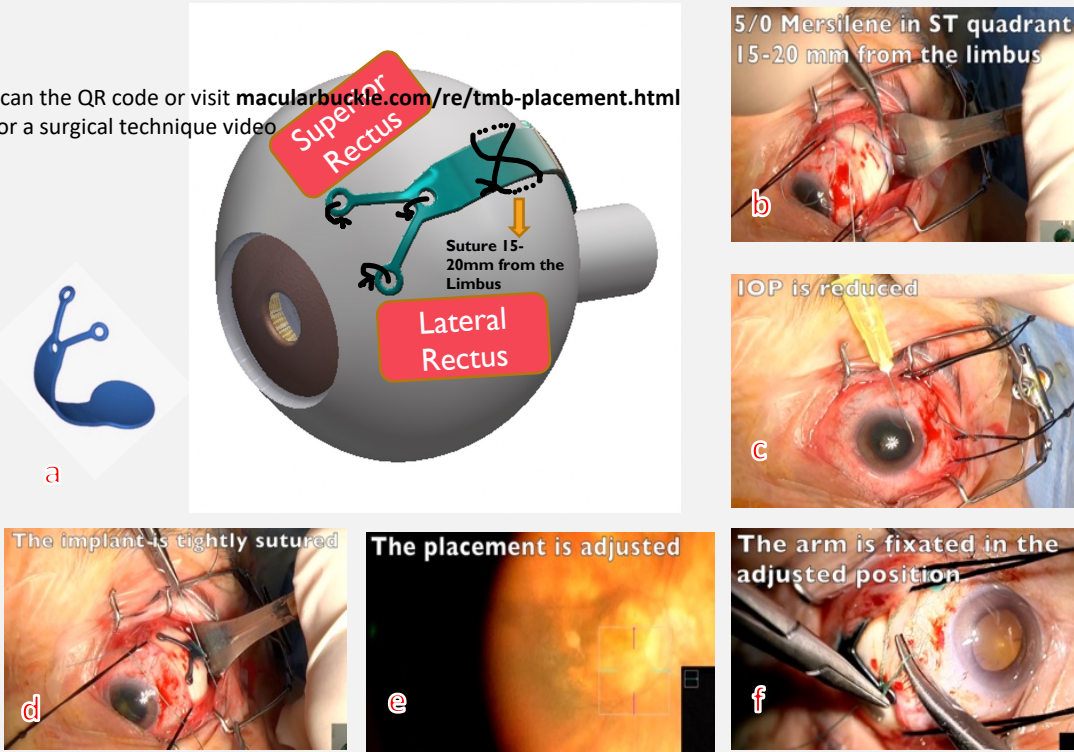 can the QR code or visit macularbuckle.com/re/tmb-placement.html
or a surgical technique video
Superior
Rectus
Suture 15-
20mm from the
Limbus
Lateral
Rectus
a
5/0 Mersilene in ST quadrant
15-20 mm from the limbus
b
IOP is reduced
c
The implant is tightly sutured
d
The placement is adjusted
e
The arm is fixated in the
adjusted position
f